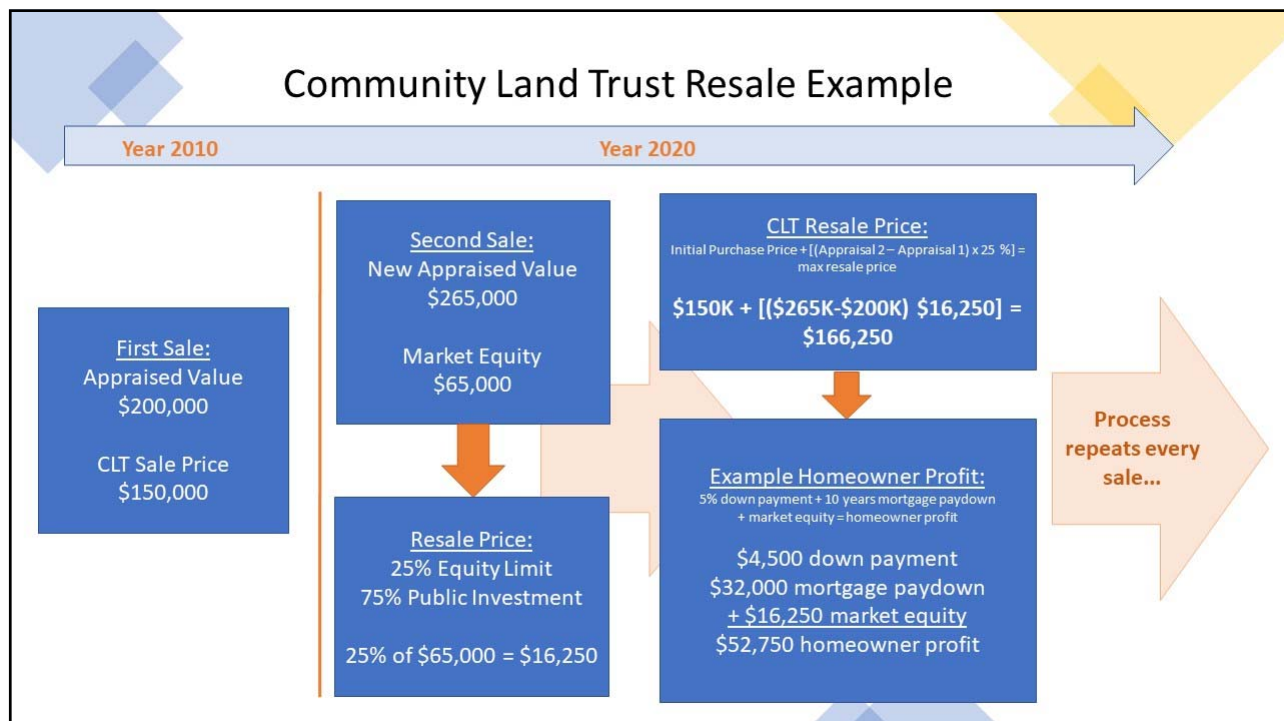 Community Land Trust Resale Example
Year 2010
Year 2020
First Sale:
Appraised Value
$200,000
CLT Sale Price
$150,000
Second Sale:
New Appraised Value
$265,000
Market Equity
$65,000
Resale Price:
25% Equity Limit
75% Public Investment
25% of $65,000 = $16,250
CLT Resale Price:
Initial Purchase Price + [(Appraisal 2 – Appraisal 1) x 25 %] =
max resale price
$150K + [($265K-$200K) $16,250] =
$166,250
Example Homeowner Profit:
5% down payment + 10 years mortgage paydown
+ market equity = homeowner profit
$4,500 down payment
$32,000 mortgage paydown
+ $16,250 market equity
$52,750 homeowner profit
Process
repeats every
sale...